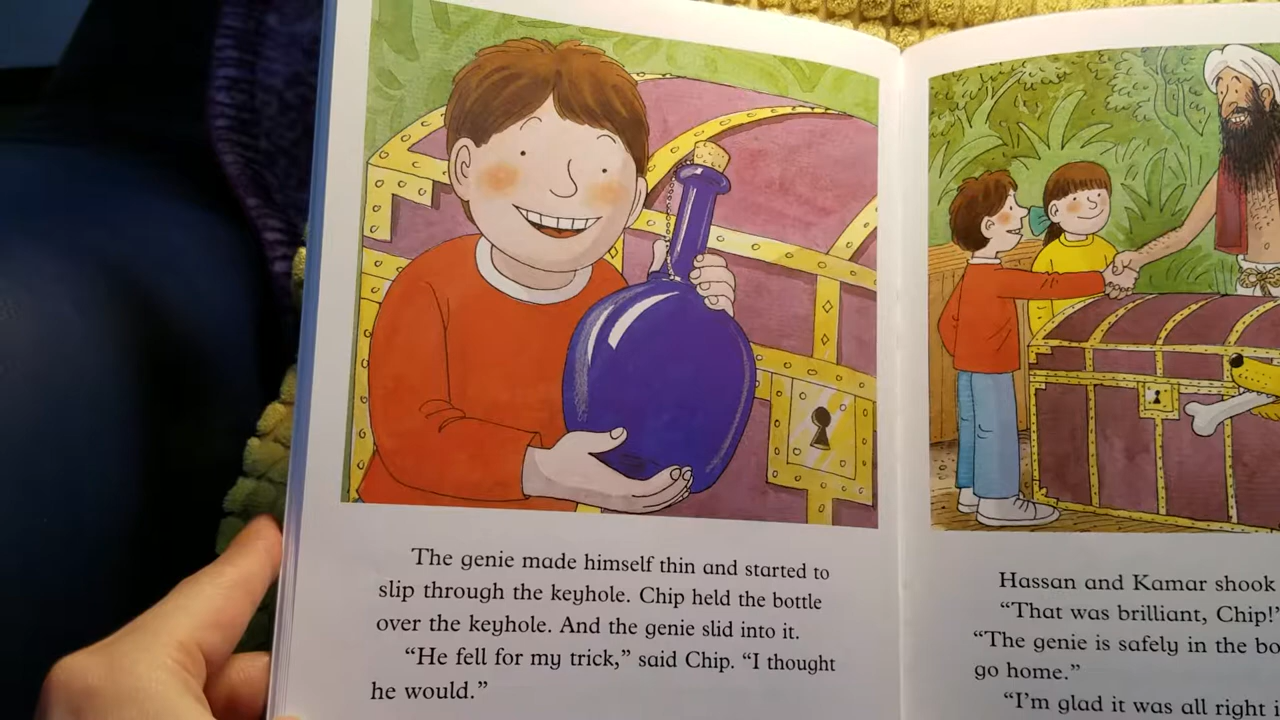 The genie made himself thin and started to
slip through the keyhole. Chip held the bottle
over the keyhole. And the genie slid into it.
“He fell for my trick,” said Chip. “I thought
he would.”
Hassan and Kamar shook
“That was brilliant, Chip!”
“The genie is safely in the
go home.”
“I’m glad it was all right